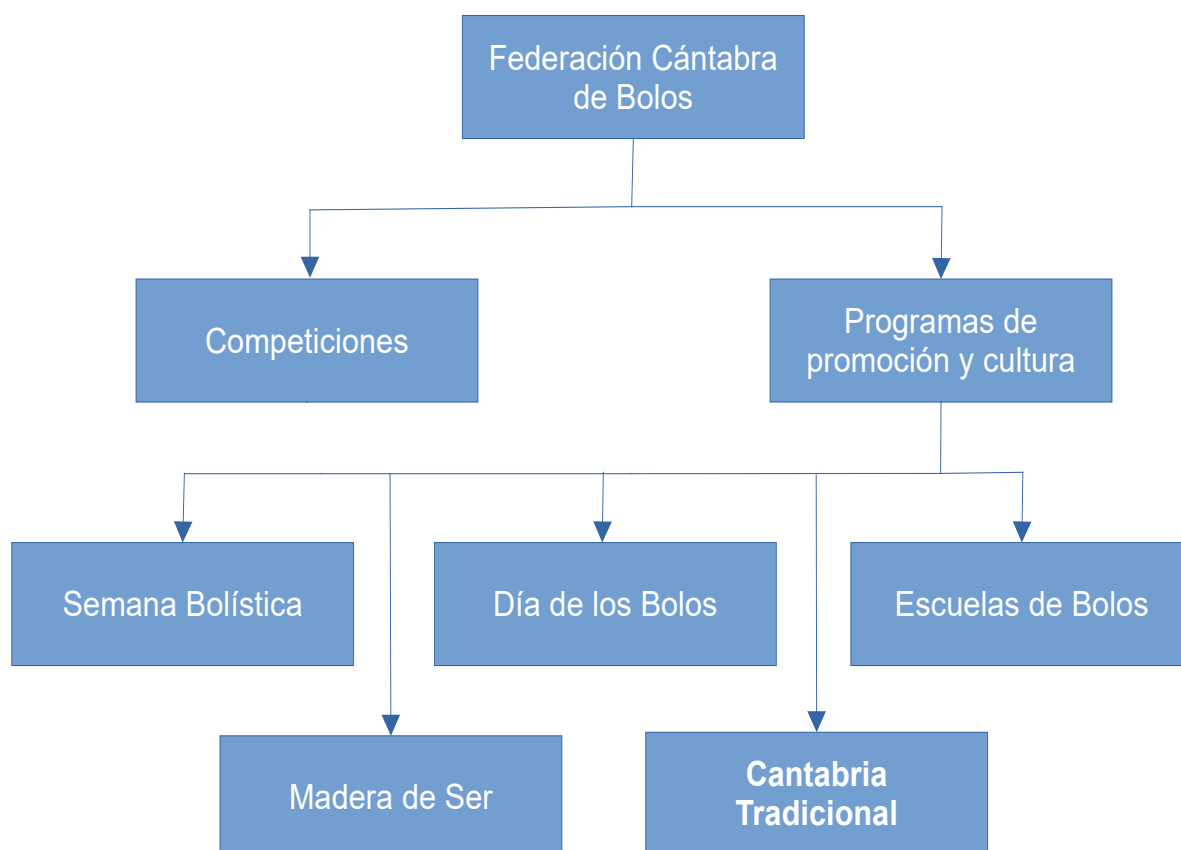 Federación Cántabra
de Bolos
Competiciones
Programas de
promoción y cultura
Semana Bolística
Día de los Bolos
Escuelas de Bolos
Madera de Ser
Cantabria
Tradicional